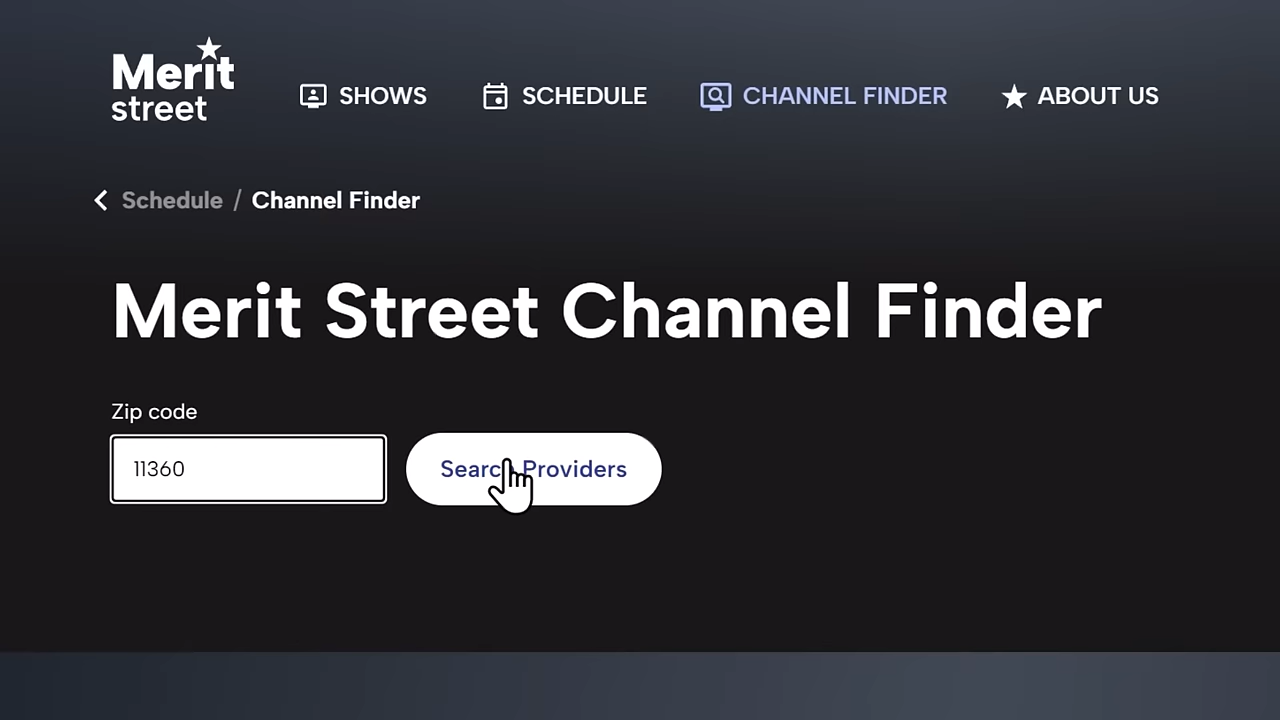 Merit
street
SHOWS
SCHEDULE
CHANNEL FINDER
ABOUT US
Schedule / Channel Finder
Merit Street Channel Finder
Zip code
11360
Search Providers